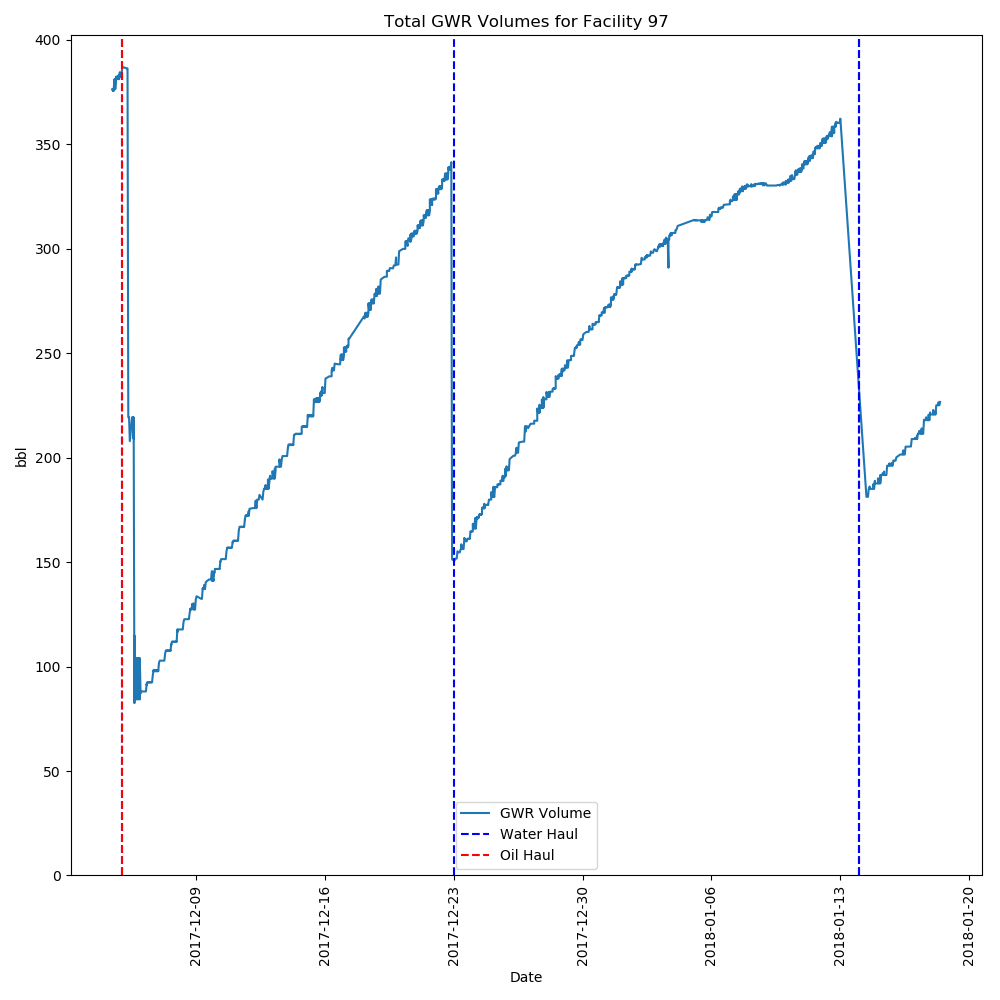 Total GWR Volumes for Facility 97
400
350
300
250
200
150
100
50
0
bbl
GWR Volume
Water Haul
Oil Haul
2017-12-09
2017-12-16
2017-12-23
2017-12-30
2018-01-06
2018-01-13
2018-01-20
Date